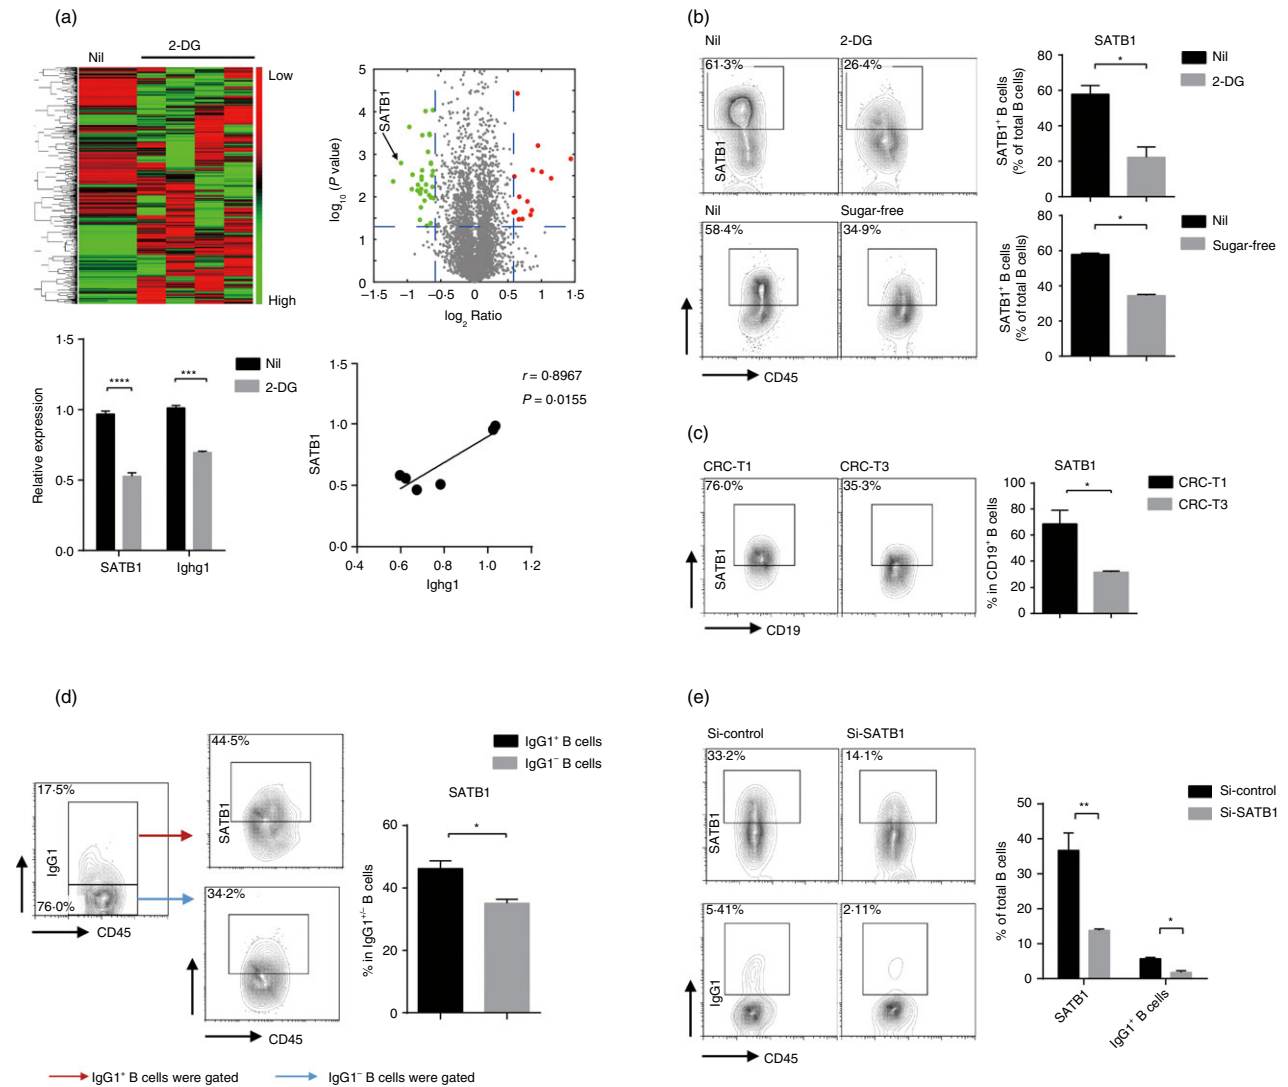 (a)
Nil
2-DG
Low
High
5
4
3
2
1
0
log10 (P value)
SATB1
−1·5
−1
−0·5
0
0·5
1
1·5
log2 Ratio
1·5
1·0
0·5
0·0
Relative expression
Nil
2-DG
****
***
SATB1
Ighg1
1·5
1·0
0·5
0·0
SATB1
r = 0·8967
P = 0·0155
0·4
0·6
0·8
1·0
1·2
Ighg1
(b)
Nil
2-DG
61·3%
26·4%
SATB1
Nil
Sugar-free
58·4%
34·9%
CD45
SATB1
80
60
40
20
0
SATB1+ B cells
(% of total B cells)
*
Nil
2-DG
80
60
40
20
0
SATB1+ B cells
(% of total B cells)
*
Nil
Sugar-free
(c)
CRC-T1
CRC-T3
76·0%
35·3%
SATB1
CD19
SATB1
100
80
60
40
20
0
% in CD19+ B cells
*
CRC-T1
CRC-T3
(d)
17·5%
IgG1
76·0%
CD45
44·5%
SATB1
34·2%
CD45
IgG1+ B cells
IgG1− B cells
SATB1
60
40
20
0
% in IgG1+/− B cells
*
IgG1+ B cells were gated
IgG1− B cells were gated
(e)
Si-control
Si-SATB1
33·2%
14·1%
SATB1
5·41%
2·11%
IgG1
CD45
Si-control
Si-SATB1
50
40
30
20
10
0
% of total B cells
**
*
SATB1
IgG1+ B cells